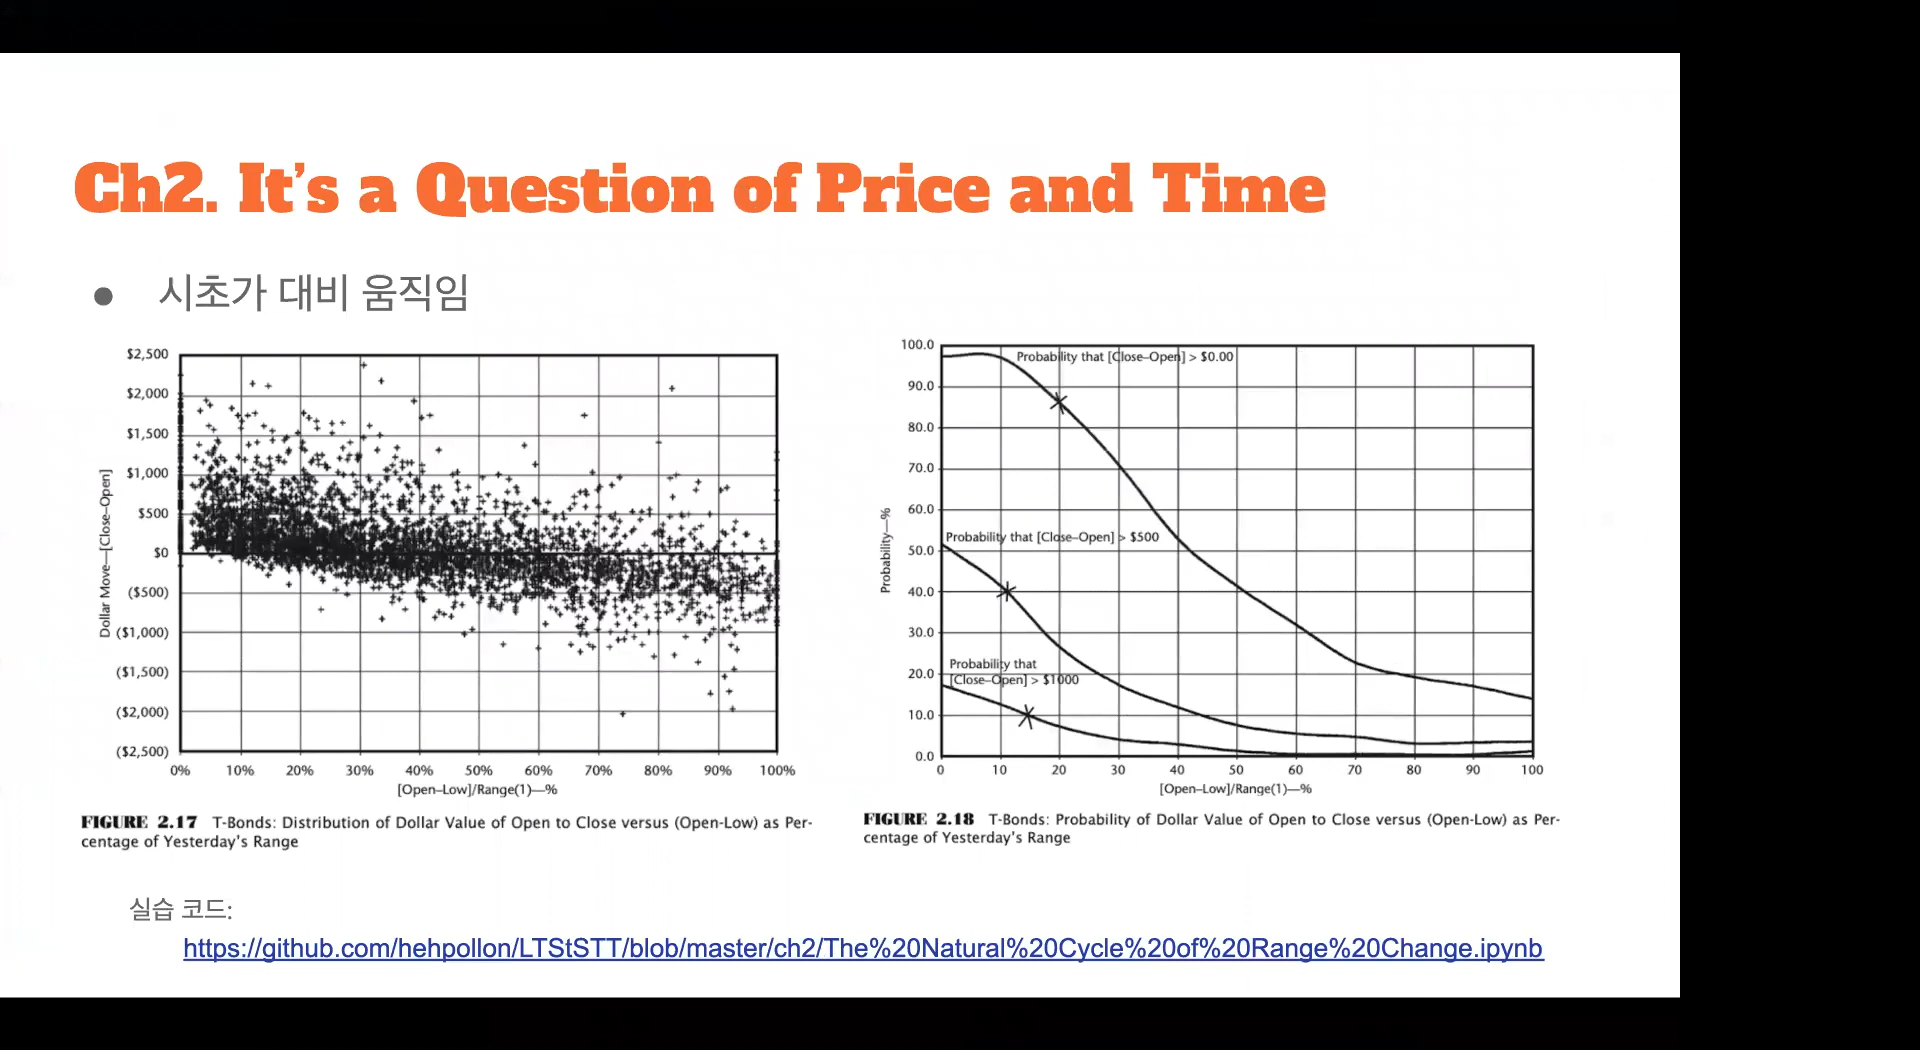 Ch2. It's a Question of Price and Time
● 시초가 대비 움직임
$2,500
$2,000
$1,500
$1,000
$500
$0
($500)
($1,000)
($1,500)
($2,000)
($2,500)
Dollar Move—[Close–Open]
0% 10% 20% 30% 40% 50% 60% 70% 80% 90% 100%
[Open–Low]/Range(1)—%
FIGURE 2.17 T-Bonds: Distribution of Dollar Value of Open to Close versus (Open-Low) as Per-
centage of Yesterday's Range
100.0
90.0
80.0
70.0
60.0
50.0
40.0
30.0
20.0
10.0
0.0
Probability—%
Probability that [Close–Open] > $0.00
Probability that [Close–Open] > $500
Probability that
[Close–Open] > $1000
0 10 20 30 40 50 60 70 80 90 100
[Open–Low]/Range(1)—%
FIGURE 2.18 T-Bonds: Probability of Dollar Value of Open to Close versus (Open-Low) as Per-
centage of Yesterday's Range
실습 코드:
https://github.com/hehpollon/LTStSTT/blob/master/ch2/The%20Natural%20Cycle%20of%20Range%20Change.ipynb